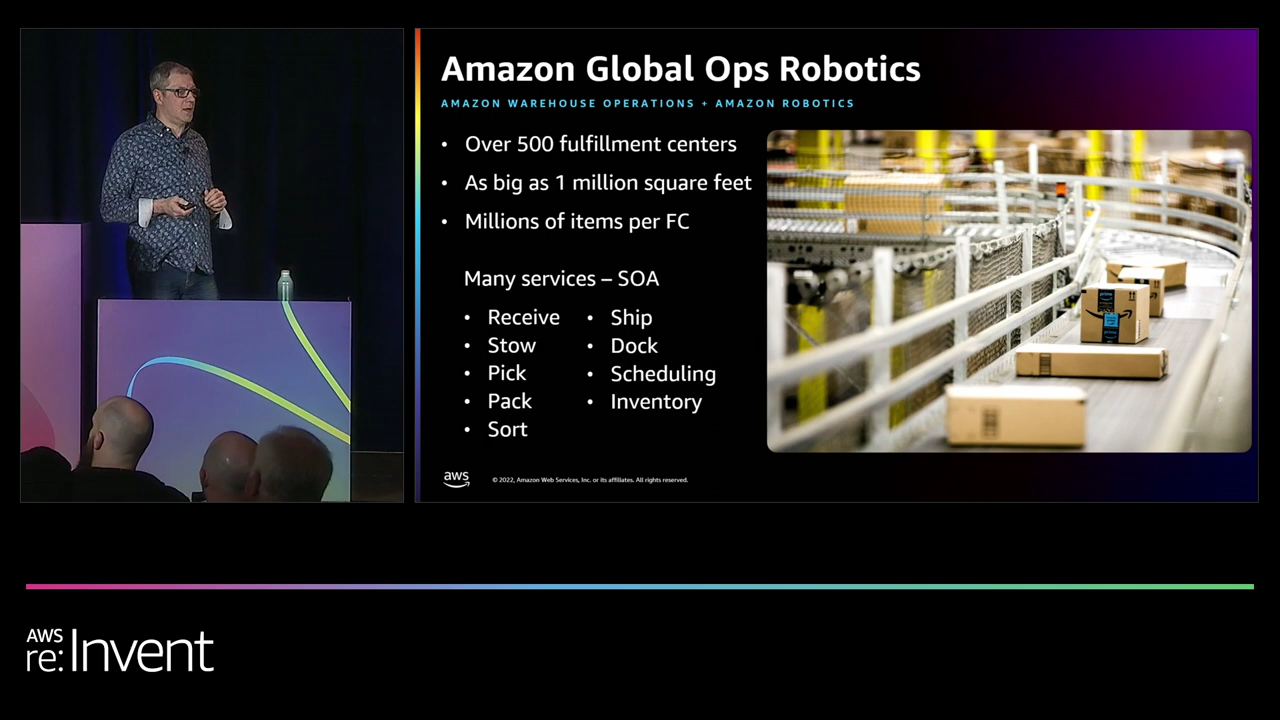 Amazon Global Ops Robotics
AMAZON WAREHOUSE OPERATIONS + AMAZON ROBOTICS
• Over 500 fulfillment centers
• As big as 1 million square feet
• Millions of items per FC
Many services – SOA
• Receive
• Stow
• Pick
• Pack
• Sort
• Ship
• Dock
• Scheduling
• Inventory
aws
© 2022, Amazon Web Services, Inc. or its affiliates. All rights reserved.
prime
AWS
re:Invent